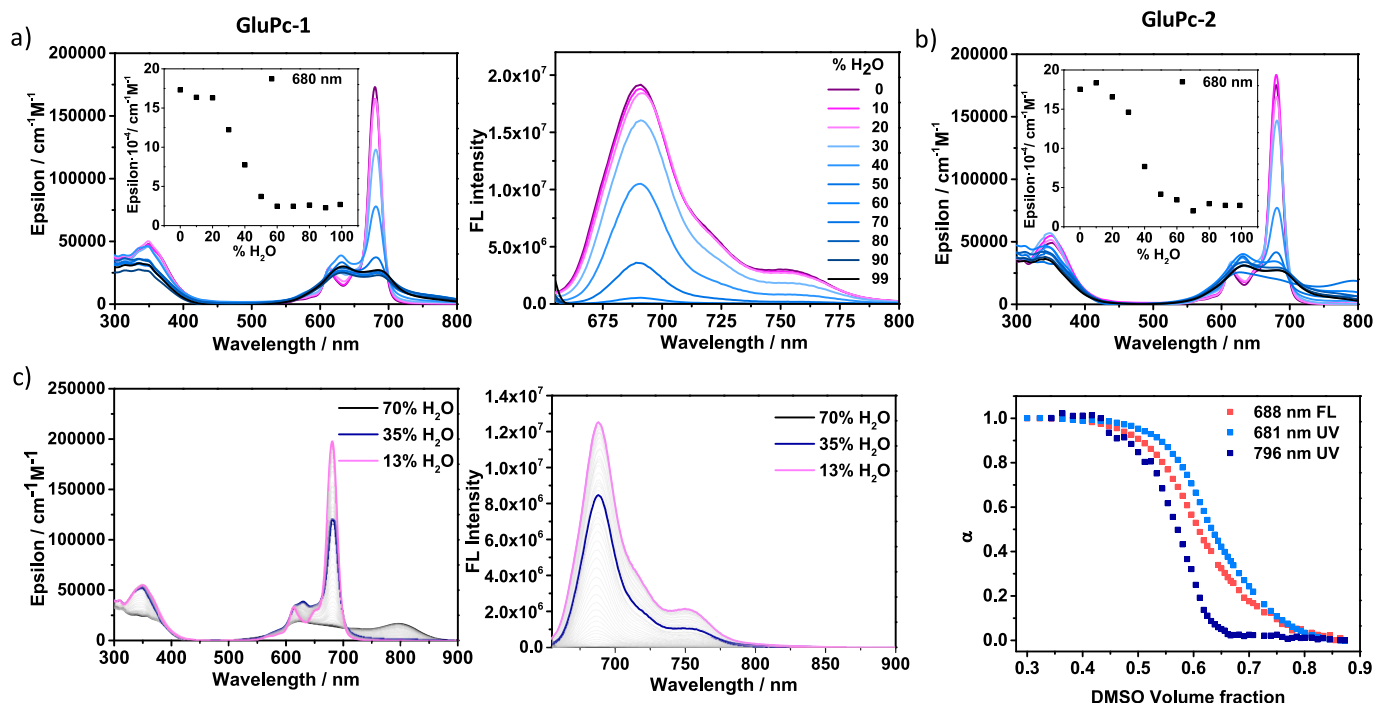 GluPc-1
GluPc-2
a)
Epsilon / cm⁻¹M⁻¹
200000
150000
100000
50000
0
300 400 500 600 700 800
Wavelength / nm
Epsilon·10⁻⁴/ cm⁻¹M⁻¹
20
15
10
5
0
0 20 40 60 80 100
% H₂O
680 nm
FL intensity
2.0x10⁷
1.5x10⁷
1.0x10⁷
5.0x10⁶
0.0
675 700 725 750 775 800
Wavelength / nm
% H₂O
0
10
20
30
40
50
60
70
80
90
99
b)
Epsilon / cm⁻¹M⁻¹
200000
150000
100000
50000
0
300 400 500 600 700 800
Wavelength / nm
Epsilon·10⁻⁴/ cm⁻¹M⁻¹
20
15
10
5
0
0 20 40 60 80 100
% H₂O
680 nm
c)
Epsilon / cm⁻¹M⁻¹
250000
200000
150000
100000
50000
0
300 400 500 600 700 800 900
Wavelength / nm
70% H₂O
35% H₂O
13% H₂O
FL Intensity
1.4x10⁷
1.2x10⁷
1.0x10⁷
8.0x10⁶
6.0x10⁶
4.0x10⁶
2.0x10⁶
0.0
700 750 800 850 900
Wavelength / nm
70% H₂O
35% H₂O
13% H₂O
α
1.0
0.8
0.6
0.4
0.2
0.0
0.3 0.4 0.5 0.6 0.7 0.8 0.9
DMSO Volume fraction
688 nm FL
681 nm UV
796 nm UV